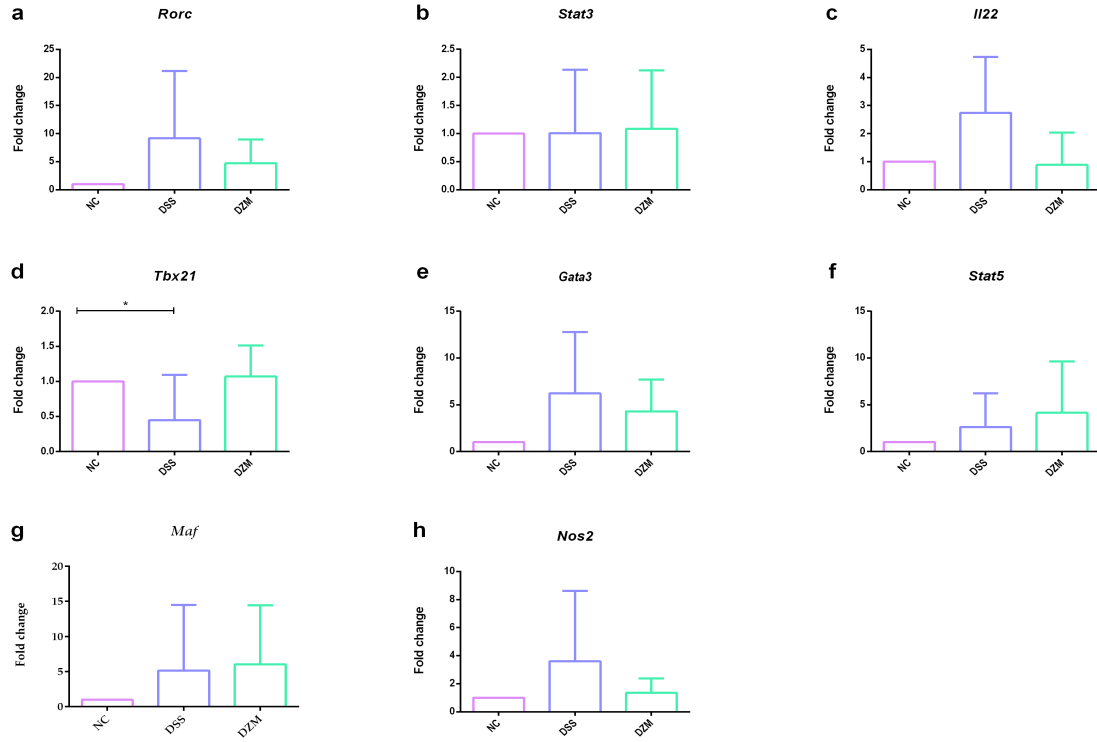 a
Rorc
Fold change
25
20
15
10
5
0
NC
DSS
DZM
b
Stat3
Fold change
2.5
2.0
1.5
1.0
0.5
0.0
NC
DSS
DZM
c
Il22
Fold change
5
4
3
2
1
0
NC
DSS
DZM
d
Tbx21
Fold change
2.0
1.5
1.0
0.5
0.0
*
NC
DSS
DZM
e
Gata3
Fold change
15
10
5
0
NC
DSS
DZM
f
Stat5
Fold change
15
10
5
0
NC
DSS
DZM
g
Maf
Fold change
20
15
10
5
0
NC
DSS
DZM
h
Nos2
Fold change
10
8
6
4
2
0
NC
DSS
DZM